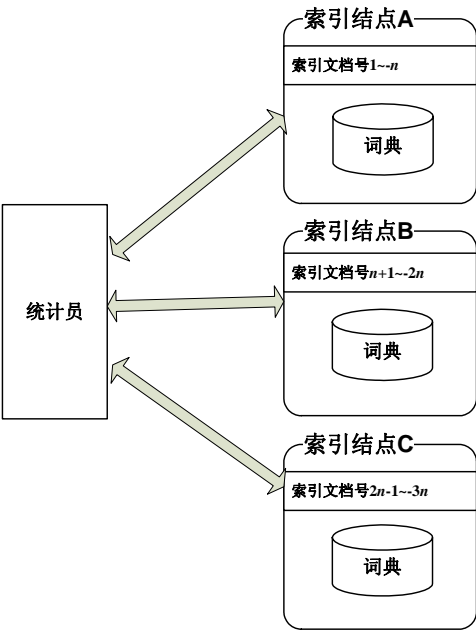 索引结点A
索引文档号1~-n
词典
索引结点B
索引文档号n+1~-2n
词典
统计员
索引结点C
索引文档号2n-1~-3n
词典